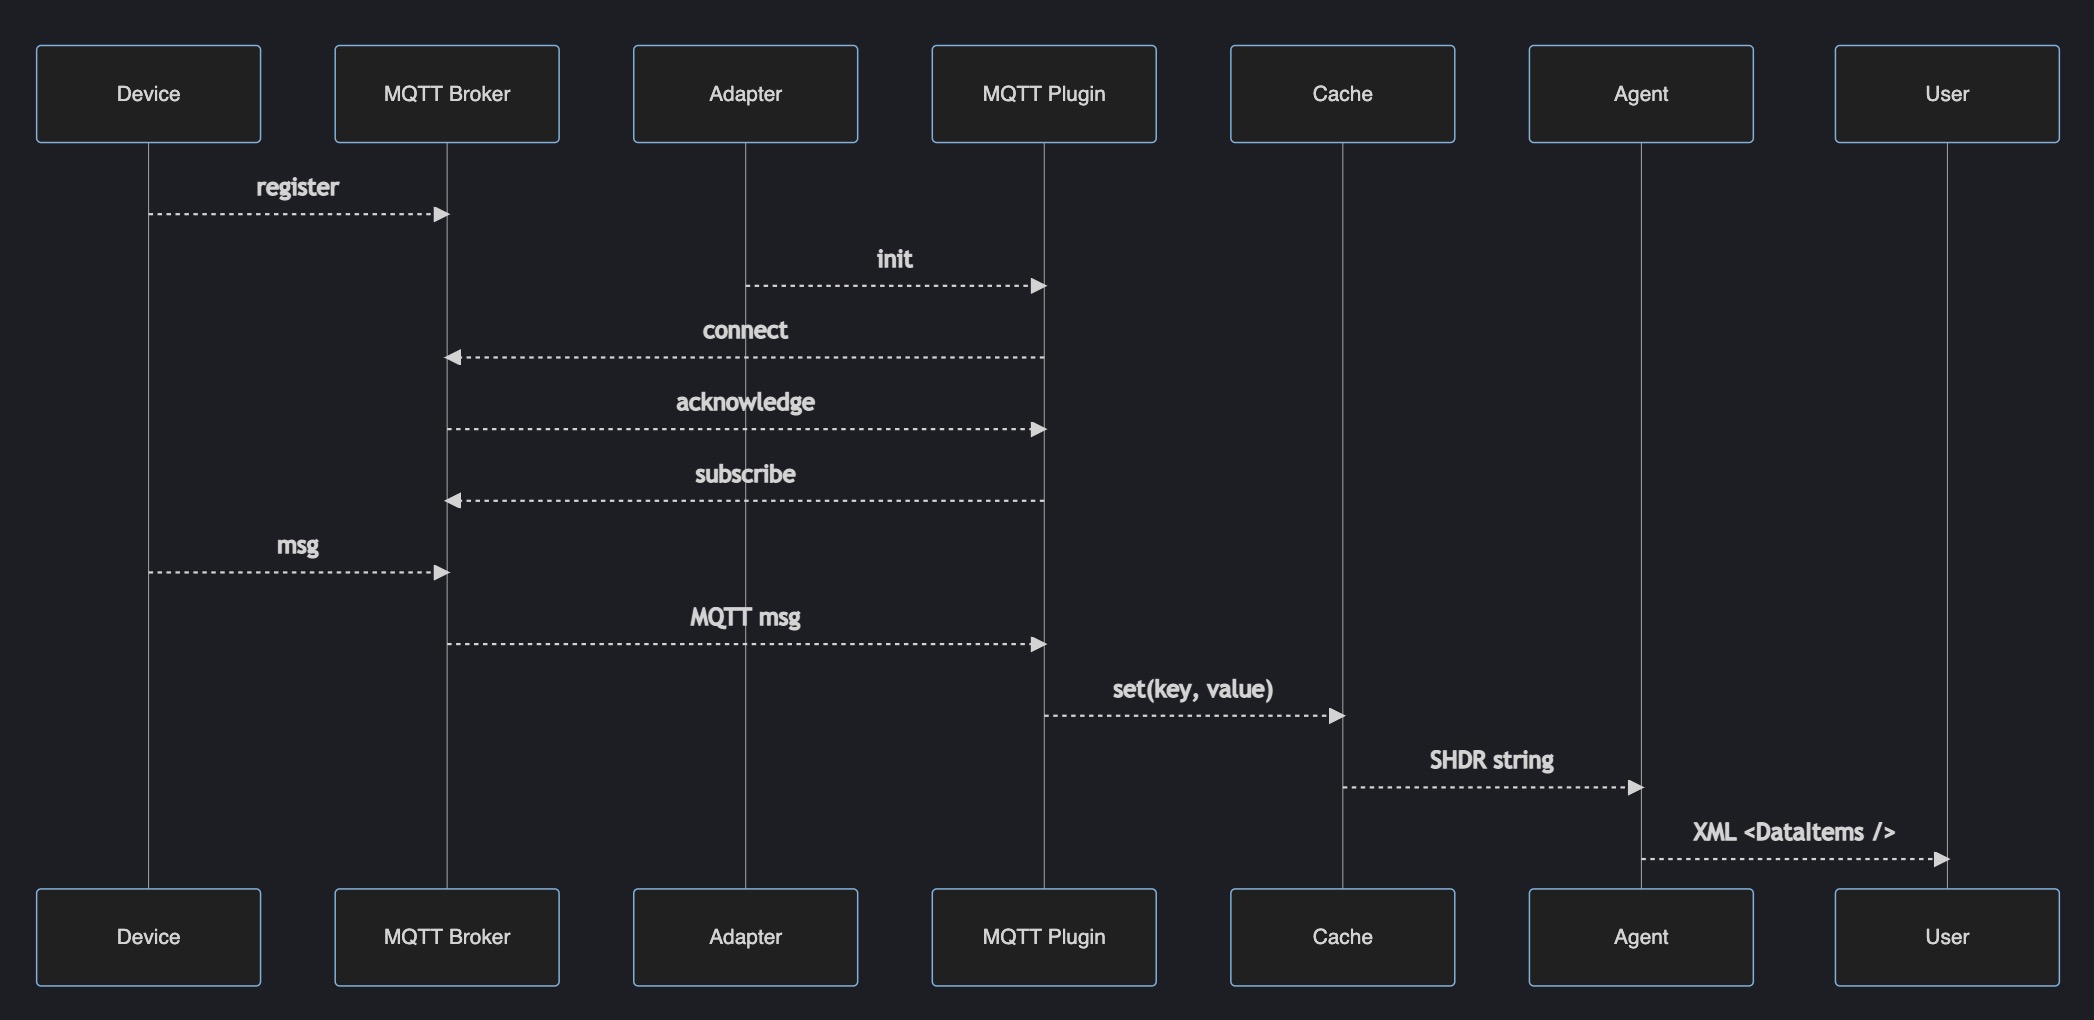 Device
MQTT Broker
Adapter
MQTT Plugin
Cache
Agent
User
register
init
connect
acknowledge
subscribe
msg
MQTT msg
set(key, value)
SHDR string
XML <DataItems />
Device
MQTT Broker
Adapter
MQTT Plugin
Cache
Agent
User